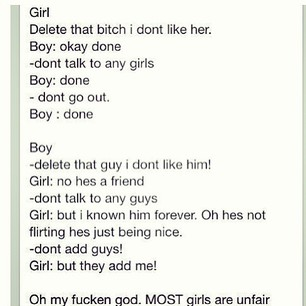 Girl
Delete that bitch i dont like her.
Boy: okay done
-dont talk to any girls
Boy: done
- dont go out.
Boy : done
Boy
-delete that guy i dont like him!
Girl: no hes a friend
-dont talk to any guys
Girl: but i known him forever. Oh hes not
flirting hes just being nice.
-dont add guys!
Girl: but they add me!
Oh my fucken god. MOST girls are unfair